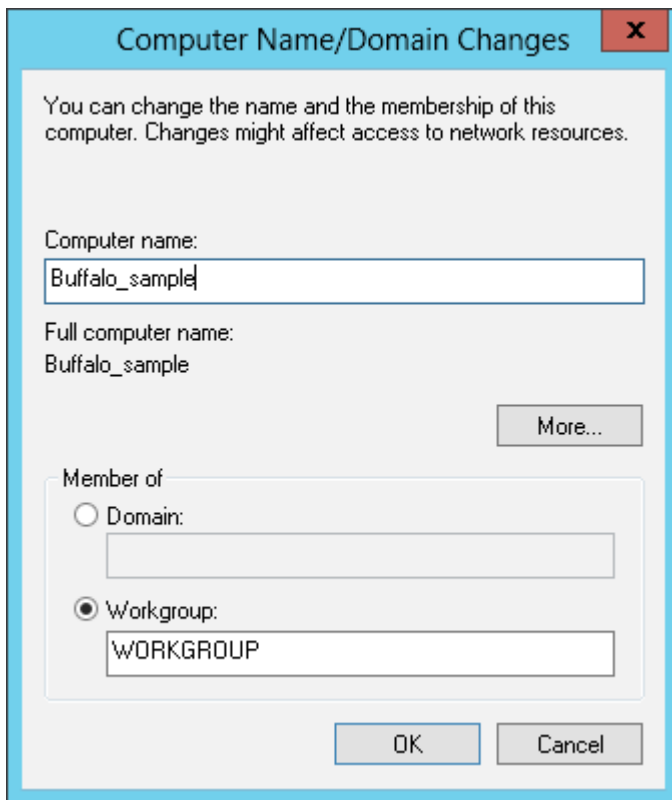 Computer Name/Domain Changes
x
You can change the name and the membership of this
computer. Changes might affect access to network resources.
Computer name:
Buffalo_sample
Full computer name:
Buffalo_sample
More...
Member of
Domain:
Workgroup:
WORKGROUP
OK Cancel